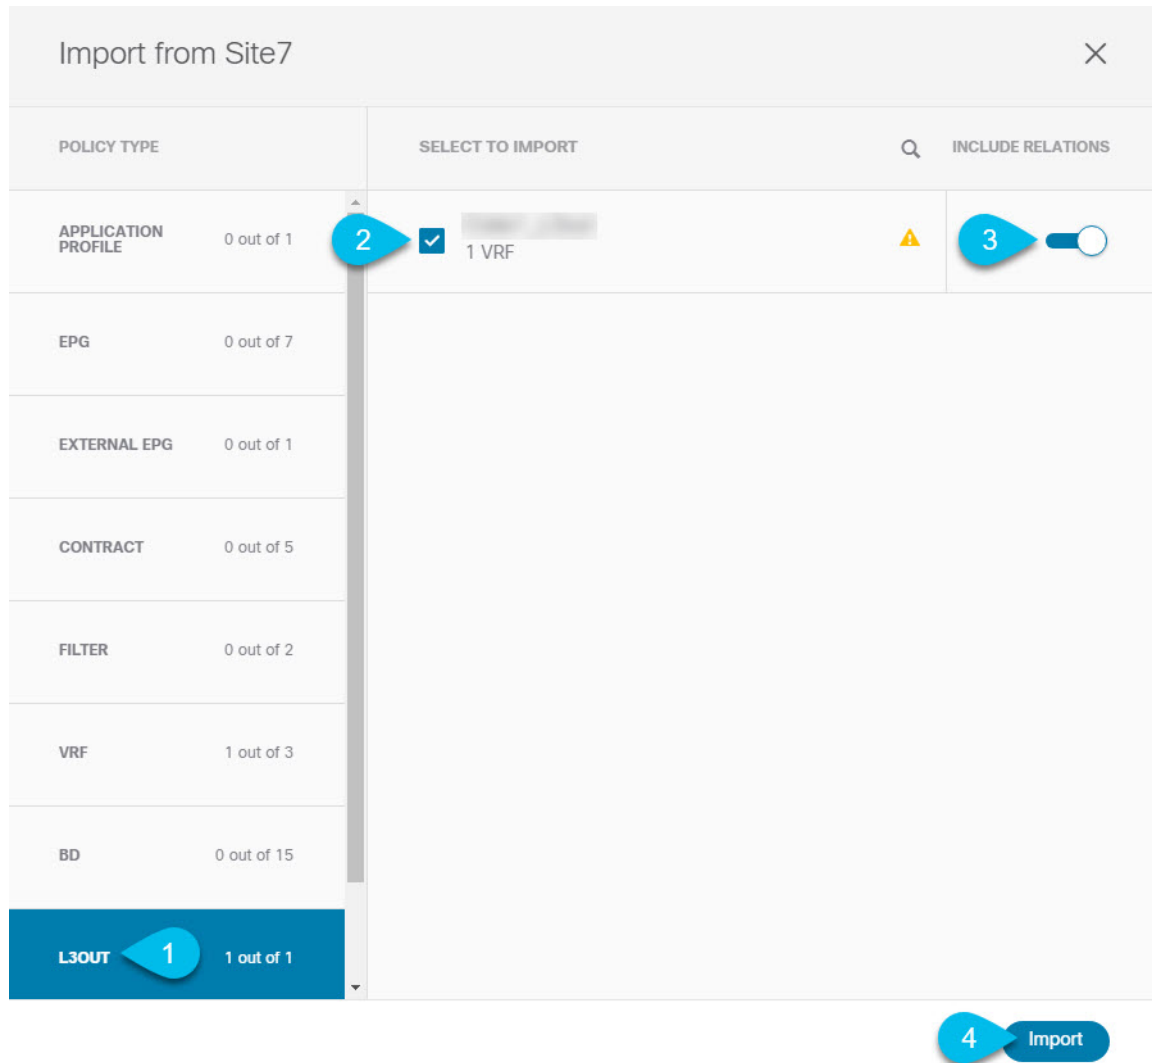 Import from Site7
POLICY TYPE
SELECT TO IMPORT
INCLUDE RELATIONS
APPLICATION
PROFILE
0 out of 1
2
1 VRF
3
EPG
0 out of 7
EXTERNAL EPG
0 out of 1
CONTRACT
0 out of 5
FILTER
0 out of 2
VRF
1 out of 3
BD
0 out of 15
L3OUT
1
1 out of 1
4
Import